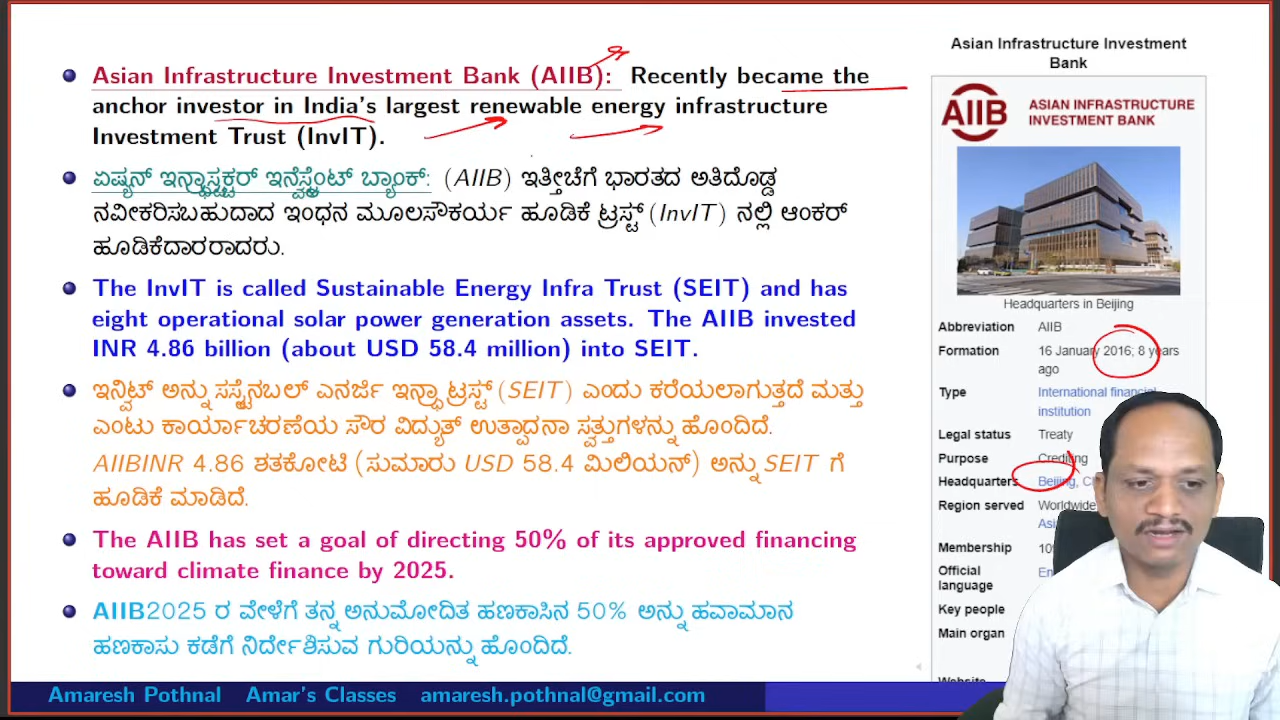 Asian Infrastructure Investment Bank (AIIB): Recently became the
anchor investor in India's largest renewable energy infrastructure
Investment Trust (InvIT).
ಏಷ್ಯನ್ ಇನ್ಫ್ರಾಸ್ಟ್ರಕ್ಚರ್ ಇನ್ವೆಸ್ಟ್ಮೆಂಟ್ ಬ್ಯಾಂಕ್: (AIIB) ಇತ್ತೀಚೆಗೆ ಭಾರತದ ಅತಿದೊಡ್ಡ
ನವೀಕರಿಸಬಹುದಾದ ಇಂಧನ ಮೂಲಸೌಕರ್ಯ ಹೂಡಿಕೆ ಟ್ರಸ್ಟ್ (InvIT) ನಲ್ಲಿ ಆಂಕರ್
ಹೂಡಿಕೆದಾರರಾದರು.
The InvIT is called Sustainable Energy Infra Trust (SEIT) and has
eight operational solar power generation assets. The AIIB invested
INR 4.86 billion (about USD 58.4 million) into SEIT.
ಇನ್ವಿಟ್ ಅನ್ನು ಸಸ್ಟೈನಬಲ್ ಎನರ್ಜಿ ಇನ್ಫ್ರಾ ಟ್ರಸ್ಟ್ (SEIT) ಎಂದು ಕರೆಯಲಾಗುತ್ತದೆ ಮತ್ತು
ಎಂಟು ಕಾರ್ಯಾಚರಣೆಯ ಸೌರ ವಿದ್ಯುತ್ ಉತ್ಪಾದನಾ ಸ್ವತ್ತುಗಳನ್ನು ಹೊಂದಿದೆ.
AIIBINR 4.86 ಶತಕೋಟಿ (ಸುಮಾರು USD 58.4 ಮಿಲಿಯನ್) ಅನ್ನು SEIT ಗೆ
ಹೂಡಿಕೆ ಮಾಡಿದೆ.
The AIIB has set a goal of directing 50% of its approved financing
toward climate finance by 2025.
AIIB2025 ರ ವೇಳೆಗೆ ತನ್ನ ಅನುಮೋದಿತ ಹಣಕಾಸಿನ 50% ಅನ್ನು ಹವಾಮಾನ
ಹಣಕಾಸು ಕಡೆಗೆ ನಿರ್ದೇಶಿಸುವ ಗುರಿಯನ್ನು ಹೊಂದಿದೆ.
Asian Infrastructure Investment
Bank
AIIB ASIAN INFRASTRUCTURE
INVESTMENT BANK
Headquarters in Beijing
Abbreviation AIIB
Formation 16 January 2016; 8 years
ago
Type International financial
institution
Legal status Treaty
Purpose Crediting
Headquarters Beijing,
Region served Worldwide
Membership
Official
language
Key people
Main organ
Amaresh Pothnal Amar's Classes amaresh.pothnal@gmail.com